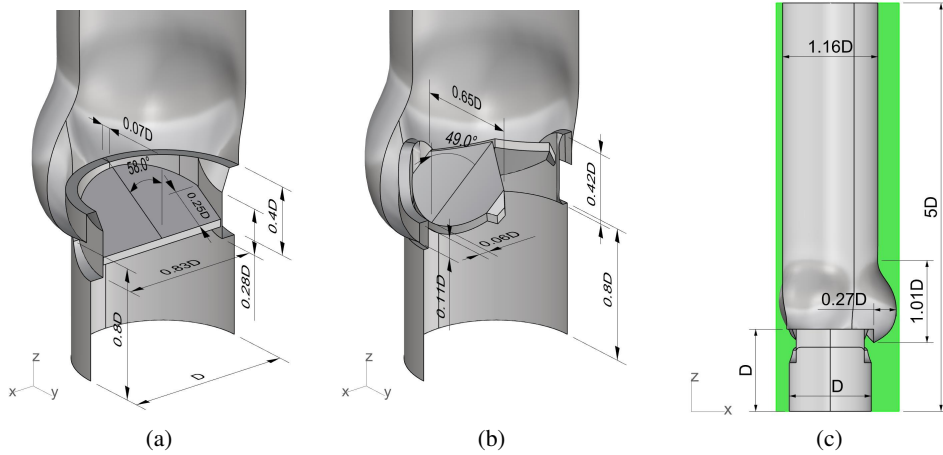 0.07D
58.0°
0.25D
0.4D
0.83D
0.28D
0.8D
D
z
x
y
(a)
0.65D
49.0°
0.42D
0.06D
0.11D
0.8D
z
x
y
(b)
1.16D
5D
0.27D
1.01D
D
D
z
x
(c)